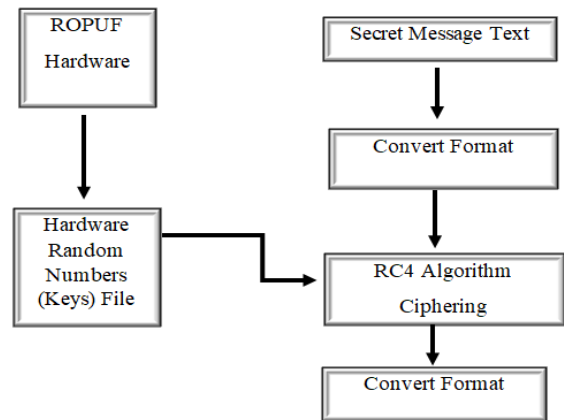 ROPUF
Hardware
Hardware
Random
Numbers
(Keys) File
Secret Message Text
Convert Format
RC4 Algorithm
Ciphering
Convert Format